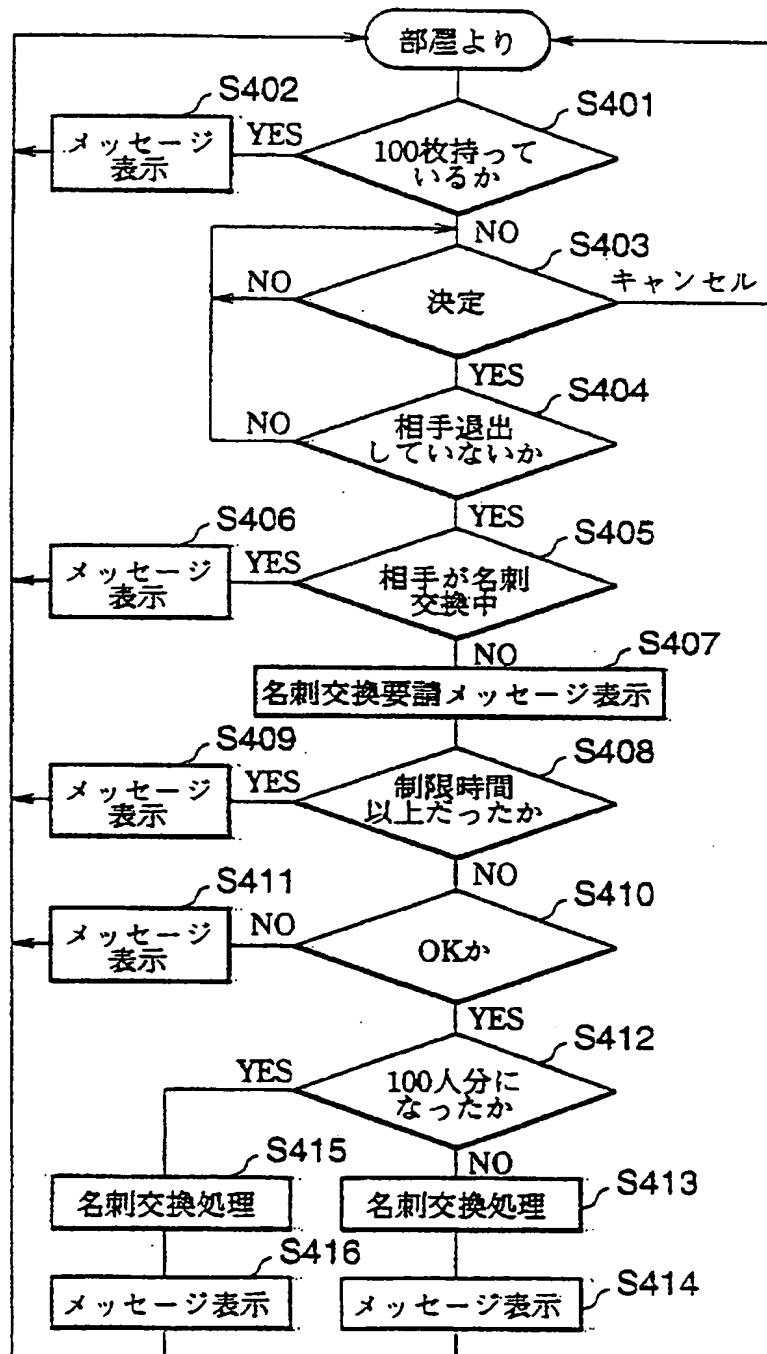 部屋より
S402
S401
メッセージ
表示
YES
100枚持って
いるか
NO
S403
NO
決定
キャンセル
YES
S404
NO
相手退出
していないか
YES
S406
S405
メッセージ
表示
YES
相手が名刺
交換中
NO
S407
名刺交換要請メッセージ表示
S409
S408
メッセージ
表示
YES
制限時間
以上だったか
NO
S411
S410
メッセージ
表示
NO
OKか
YES
S412
YES
100人分に
なったか
S415
NO
S413
名刺交換処理
名刺交換処理
S416
S414
メッセージ表示
メッセージ表示